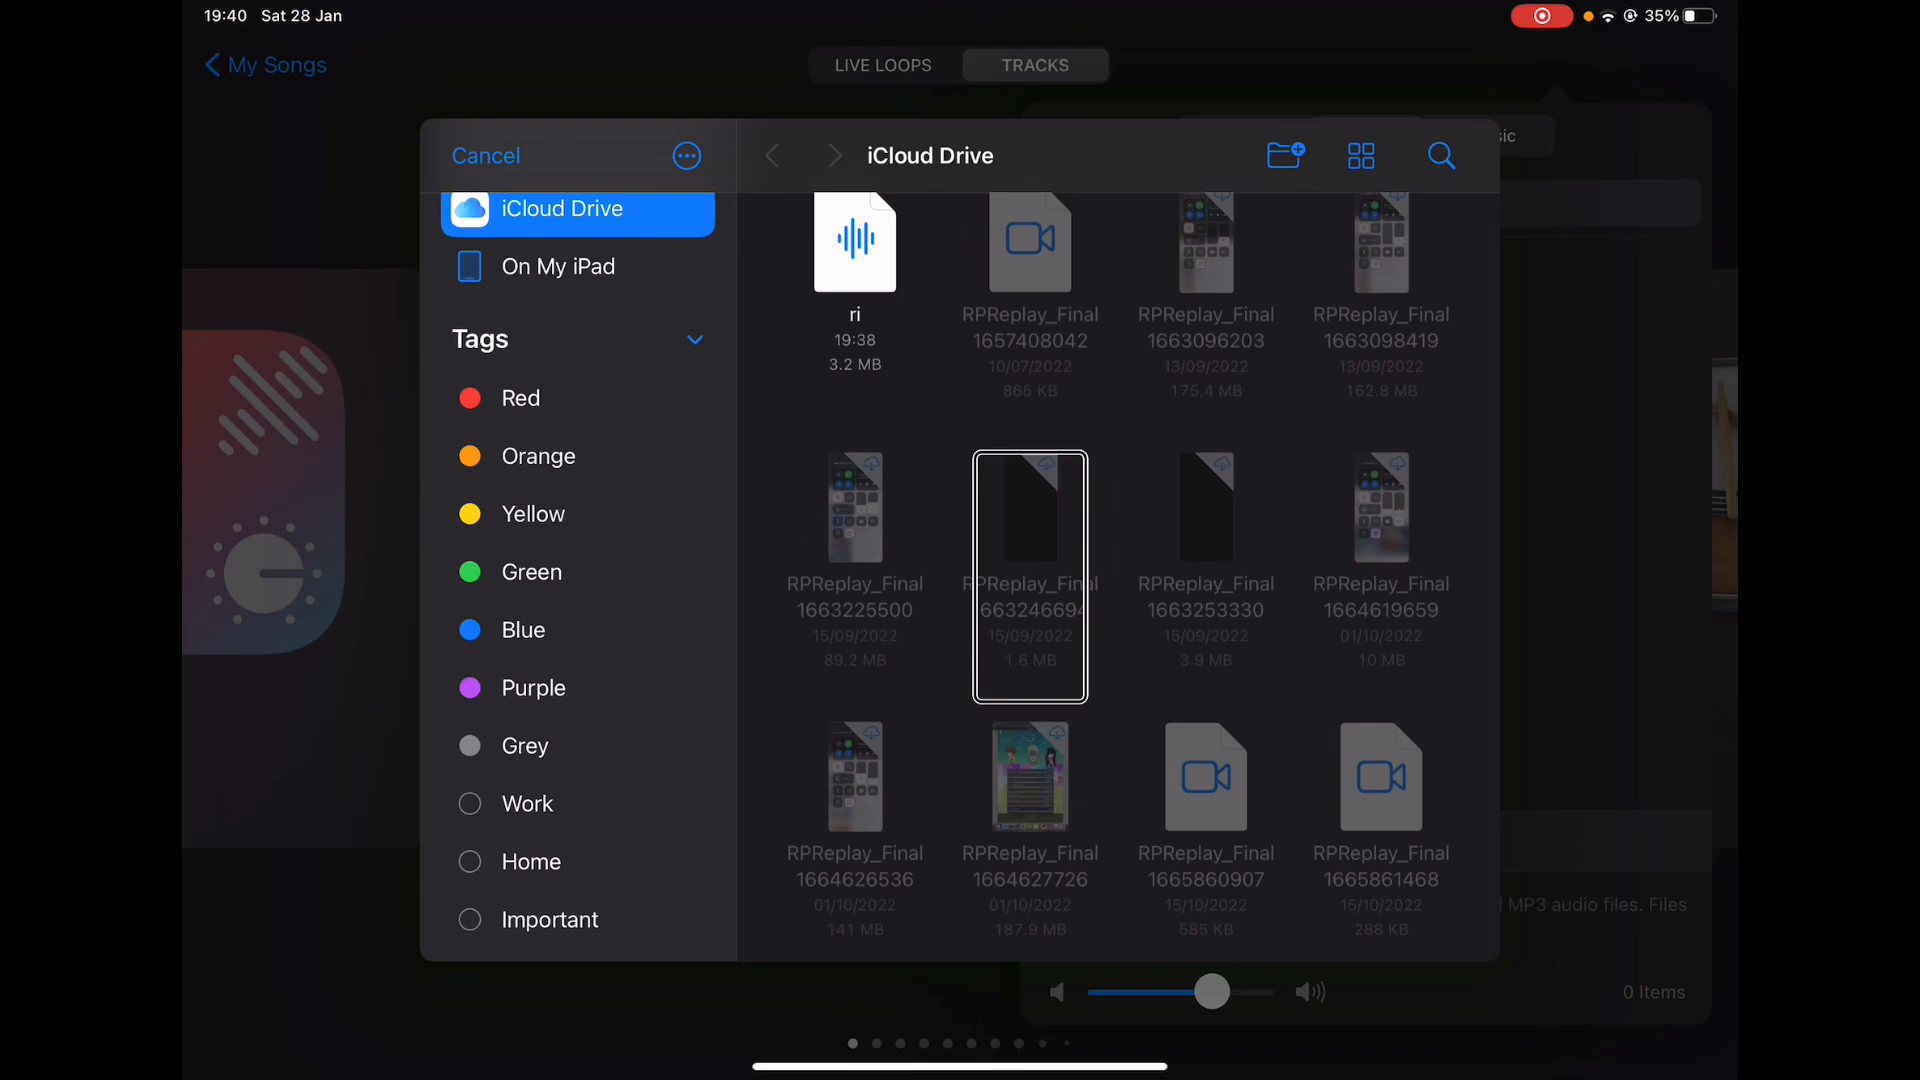 19:40 Sat 28 Jan
35%
My Songs
LIVE LOOPS
TRACKS
Cancel
iCloud Drive
iCloud Drive
On My iPad
Tags
Red
Orange
Yellow
Green
Blue
Purple
Grey
Work
Home
Important
ri
19:38
3.2 MB
RPReplay_Final
1657408042
10/07/2022
865 KB
RPReplay_Final
1663096203
13/09/2022
175.4 MB
RPReplay_Final
1663098419
13/09/2022
162.8 MB
RPReplay_Final
1663225500
15/09/2022
89.2 MB
RPReplay_Final
1663246694
15/09/2022
1.6 MB
RPReplay_Final
1663253330
15/09/2022
3.9 MB
RPReplay_Final
1664619659
01/10/2022
10 MB
RPReplay_Final
1664626536
01/10/2022
141 MB
RPReplay_Final
1664627726
01/10/2022
187.9 MB
RPReplay_Final
1665860907
15/10/2022
585 KB
RPReplay_Final
1665861468
15/10/2022
288 KB
MP3 audio files. Files
0 Items